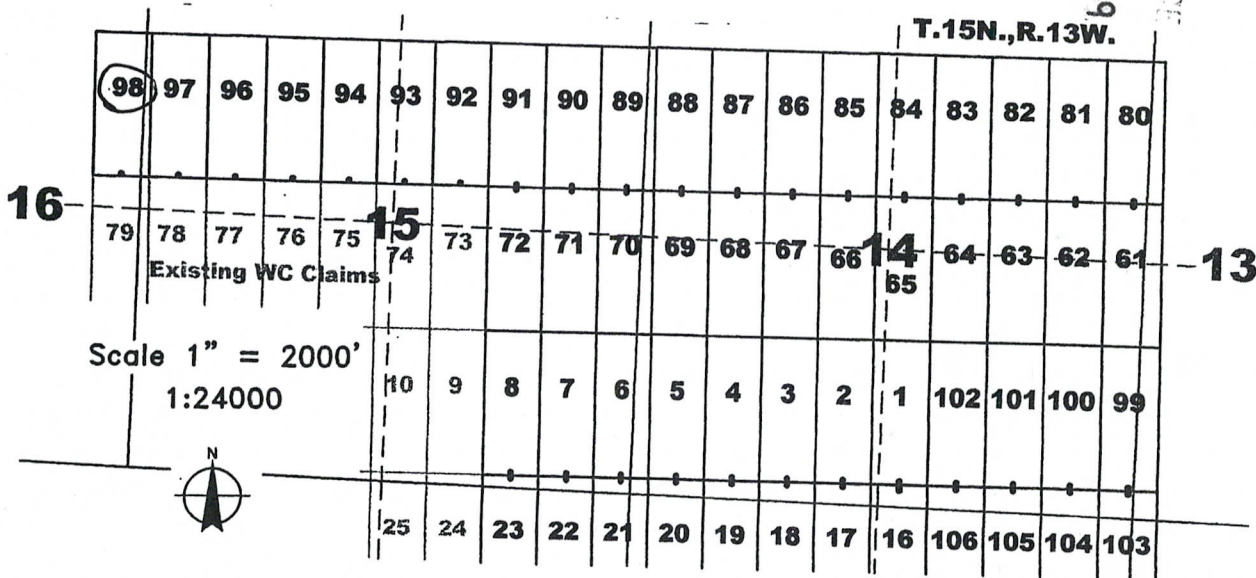 T.15N.,R.13W.
98 97 96 95 94 93 92 91 90 89 88 87 86 85 84 83 82 81 80
16 15 14 13
79 78 77 76 75 74 73 72 71 70 69 68 67 66 65 64 63 62 61
Existing WC Claims
Scale 1” = 2000’
1:24000
10 9 8 7 6 5 4 3 2 1 102 101 100 99
N
25 24 23 22 21 20 19 18 17 16 106 105 104 103